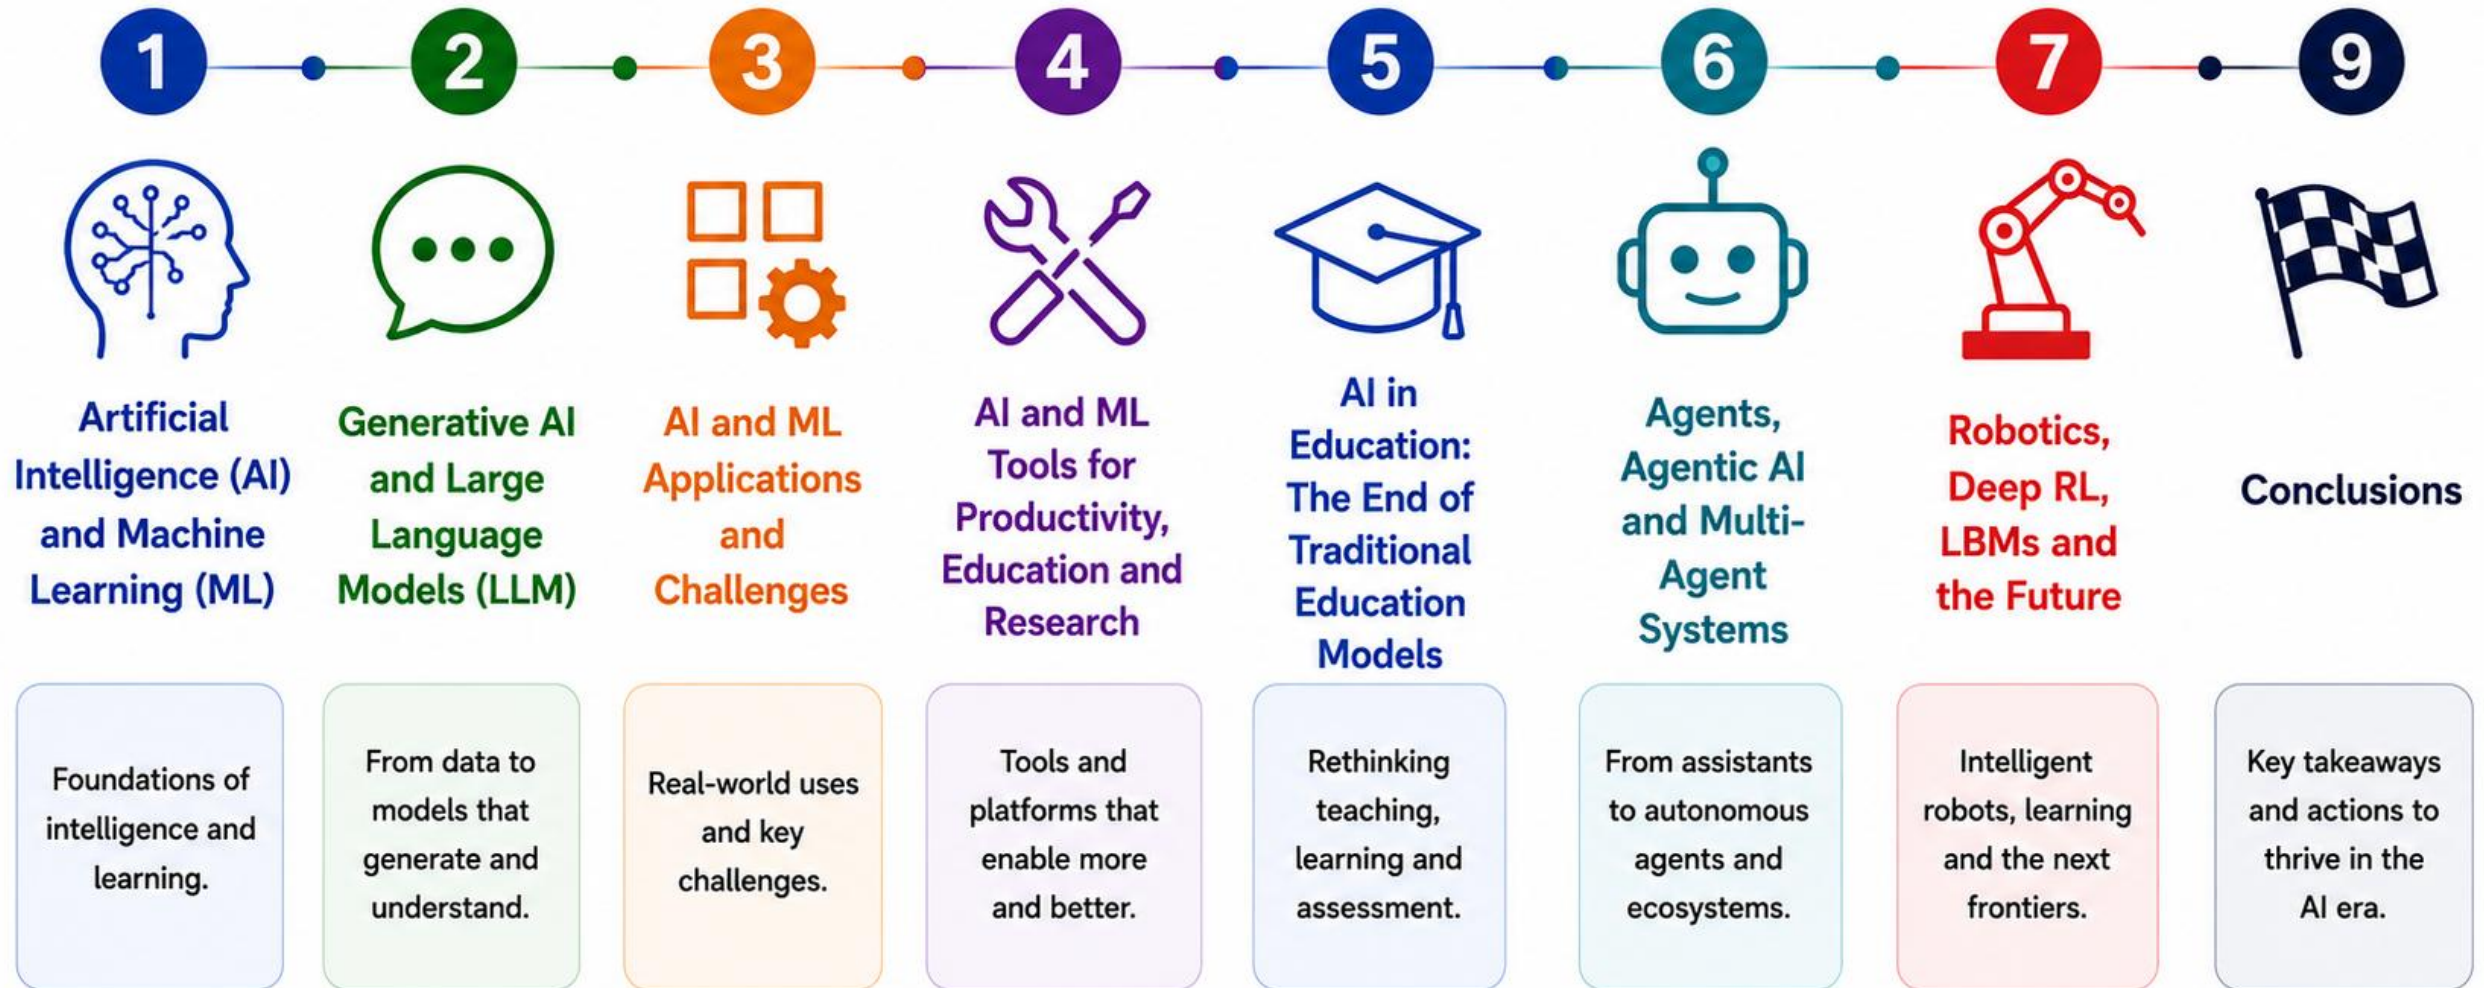 1
2
3
4
5
6
7
9
Artificial
Intelligence (AI)
and Machine
Learning (ML)
Generative AI
and Large
Language
Models (LLM)
AI and ML
Applications
and
Challenges
AI and ML
Tools for
Productivity,
Education and
Research
AI in
Education:
The End of
Traditional
Education
Models
Agents,
Agentic AI
and Multi-
Agent
Systems
Robotics,
Deep RL,
LBMs and
the Future
Conclusions
Foundations of
intelligence and
learning.
From data to
models that
generate and
understand.
Real-world uses
and key
challenges.
Tools and
platforms that
enable more
and better.
Rethinking
teaching,
learning and
assessment.
From assistants
to autonomous
agents and
ecosystems.
Intelligent
robots, learning
and the next
frontiers.
Key takeaways
and actions to
thrive in the
AI era.